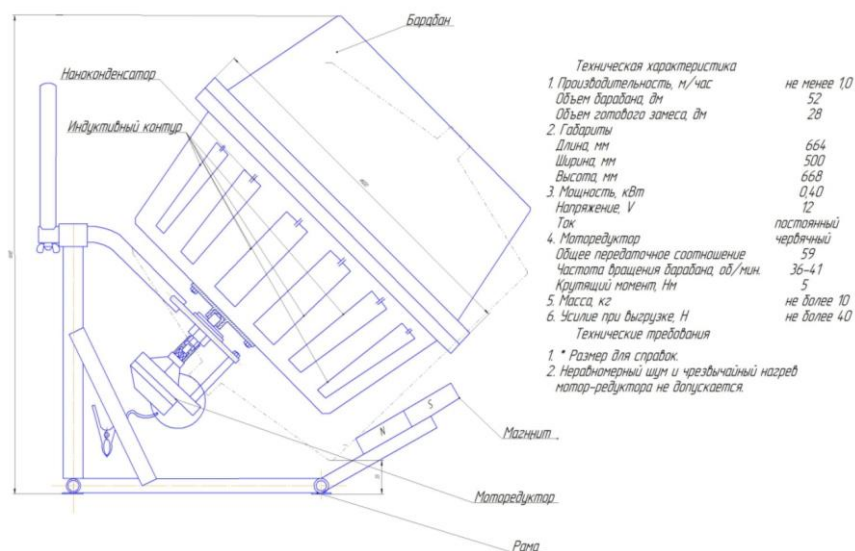 Барабан
Наноконденсатор
Индуктивный контур
Магннит
Моторедуктор
Рама
N
S
Техническая характеристика
1. Производительность, м/час не менее 1,0
Объем барабана, дм 52
Объем готового замеса, дм 28
2. Габариты
Длина, мм 664
Ширина, мм 500
Высота, мм 668
3. Мощность, кВт 0,40
Напряжение, V 12
Ток постоянный
4. Моторедуктор червячный
Общее передаточное соотношение 59
Частота вращения барабана, об/мин. 36-41
Крутящий момент, Нм 5
5. Масса, кг не более 10
6. Усилие при выгрузке, Н не более 40
Технические требования
1. * Размер для справок.
2. Неравномерный шум и чрезвычайный нагрев
мотор-редуктора не допускается.